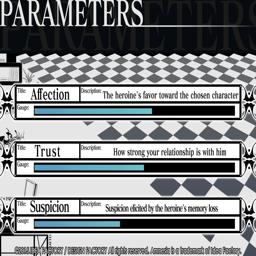 PARAMETERS
Title: Affection Description: The heroine's favor toward the chosen character
Gauge:
Title: Trust Description: How strong your relationship is with him
Gauge:
Title: Suspicion Description: Suspicion elicited by the heroine's memory loss
Gauge:
IDEA FACTORY / DESIGN FACTORY All rights reserved. Amnesia is a trademark of Idea Factory.